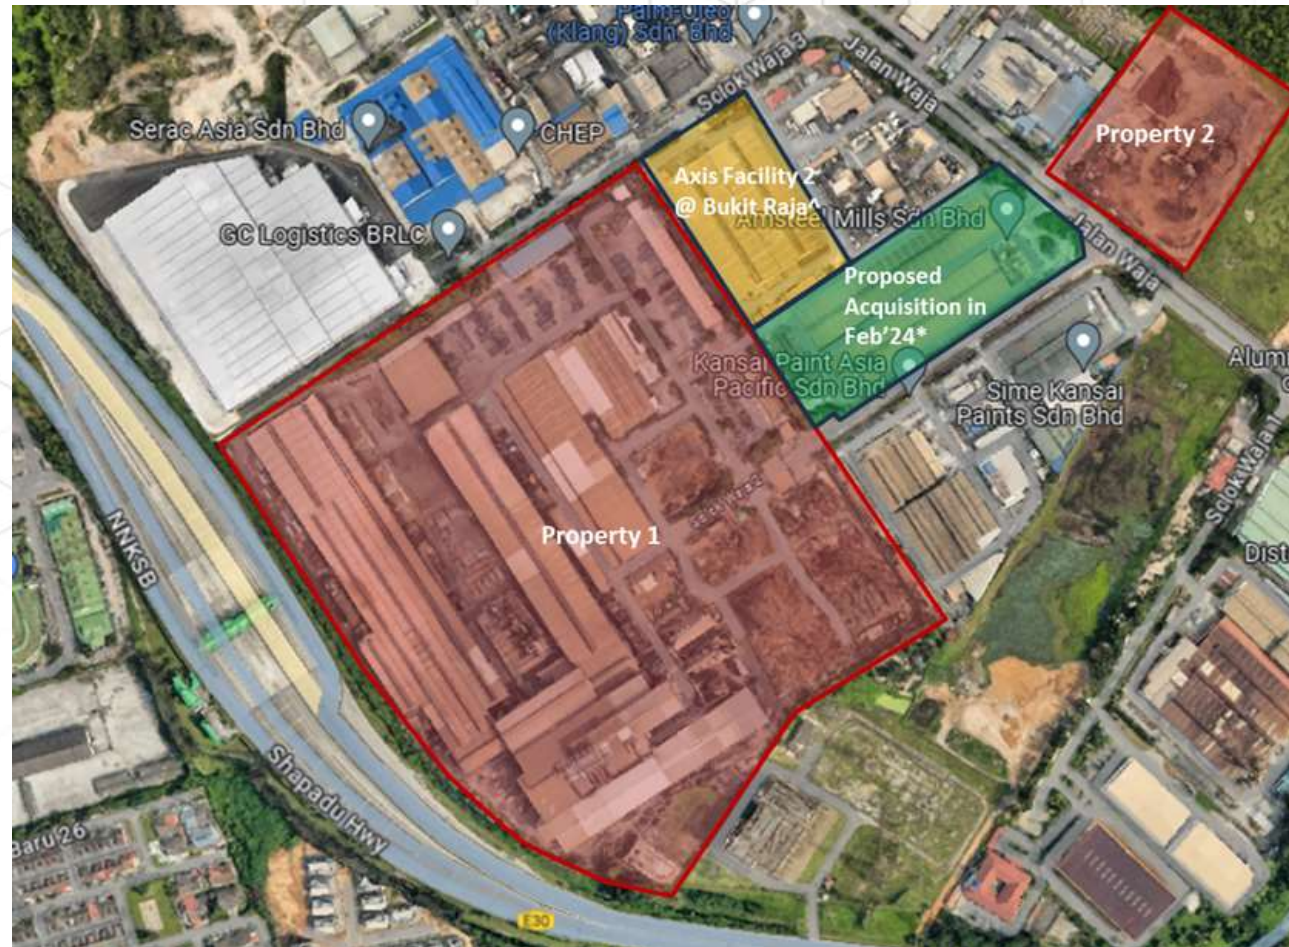 Palm-Oleo
(Klang) Sdn. Bhd
Solok Waja 3
Jalan Waja
Serac Asia Sdn Bhd
CHEP
Property 2
Axis Facility 2
@ Bukit Raja^
Amsteel Mills Sdn Bhd
GC Logistics BRLC
Jalan Waja
Proposed
Acquisition in
Feb'24*
Kansai Paint Asia
Pacific Sdn Bhd
Sime Kansai
Paints Sdn Bhd
Alumi
Solok Waja 1
Property 1
NNKSB
Dist
Shapadu Hwy
Baru 26
E30